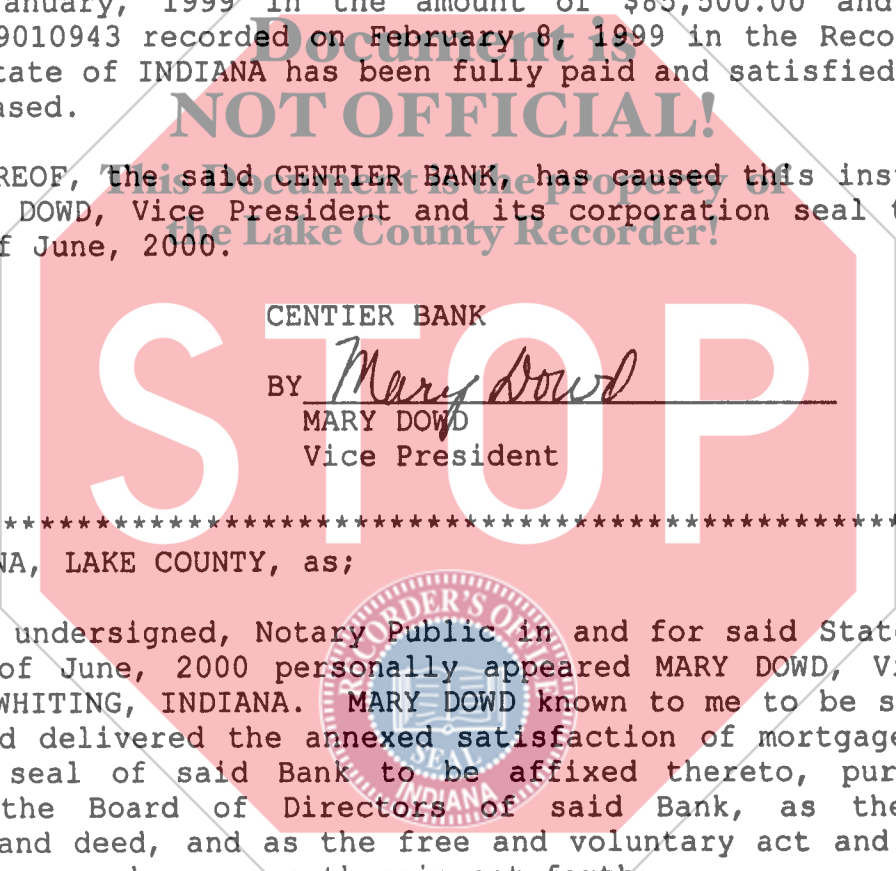 anuary, 1999 in the amount of $85,500.00 and
Document is
9010943 recorded on February 8, 1999 in the Reco
tate of INDIANA has been fully paid and satisfied
ased.
NOT OFFICIAL!
REOF, the said CENTIER BANK, has caused this ins
This Document is the property of
DOWD, Vice President and its corporation seal
the Lake County Recorder!
f June, 2000.
CENTIER BANK
STOP
BY Mary Dowd
MARY DOWD
Vice President
**************************************************
NA, LAKE COUNTY, as;
RECORDER'S OFFICE
undersigned, Notary Public in and for said Stat
of June, 2000 personally appeared MARY DOWD, V
WHITING, INDIANA. MARY DOWD known to me to be s
d delivered the annexed satisfaction of mortgage
SEAL
seal of said Bank to be affixed thereto, pur
INDIANA
the Board of Directors of said Bank, as the
and deed, and as the free and voluntary act and